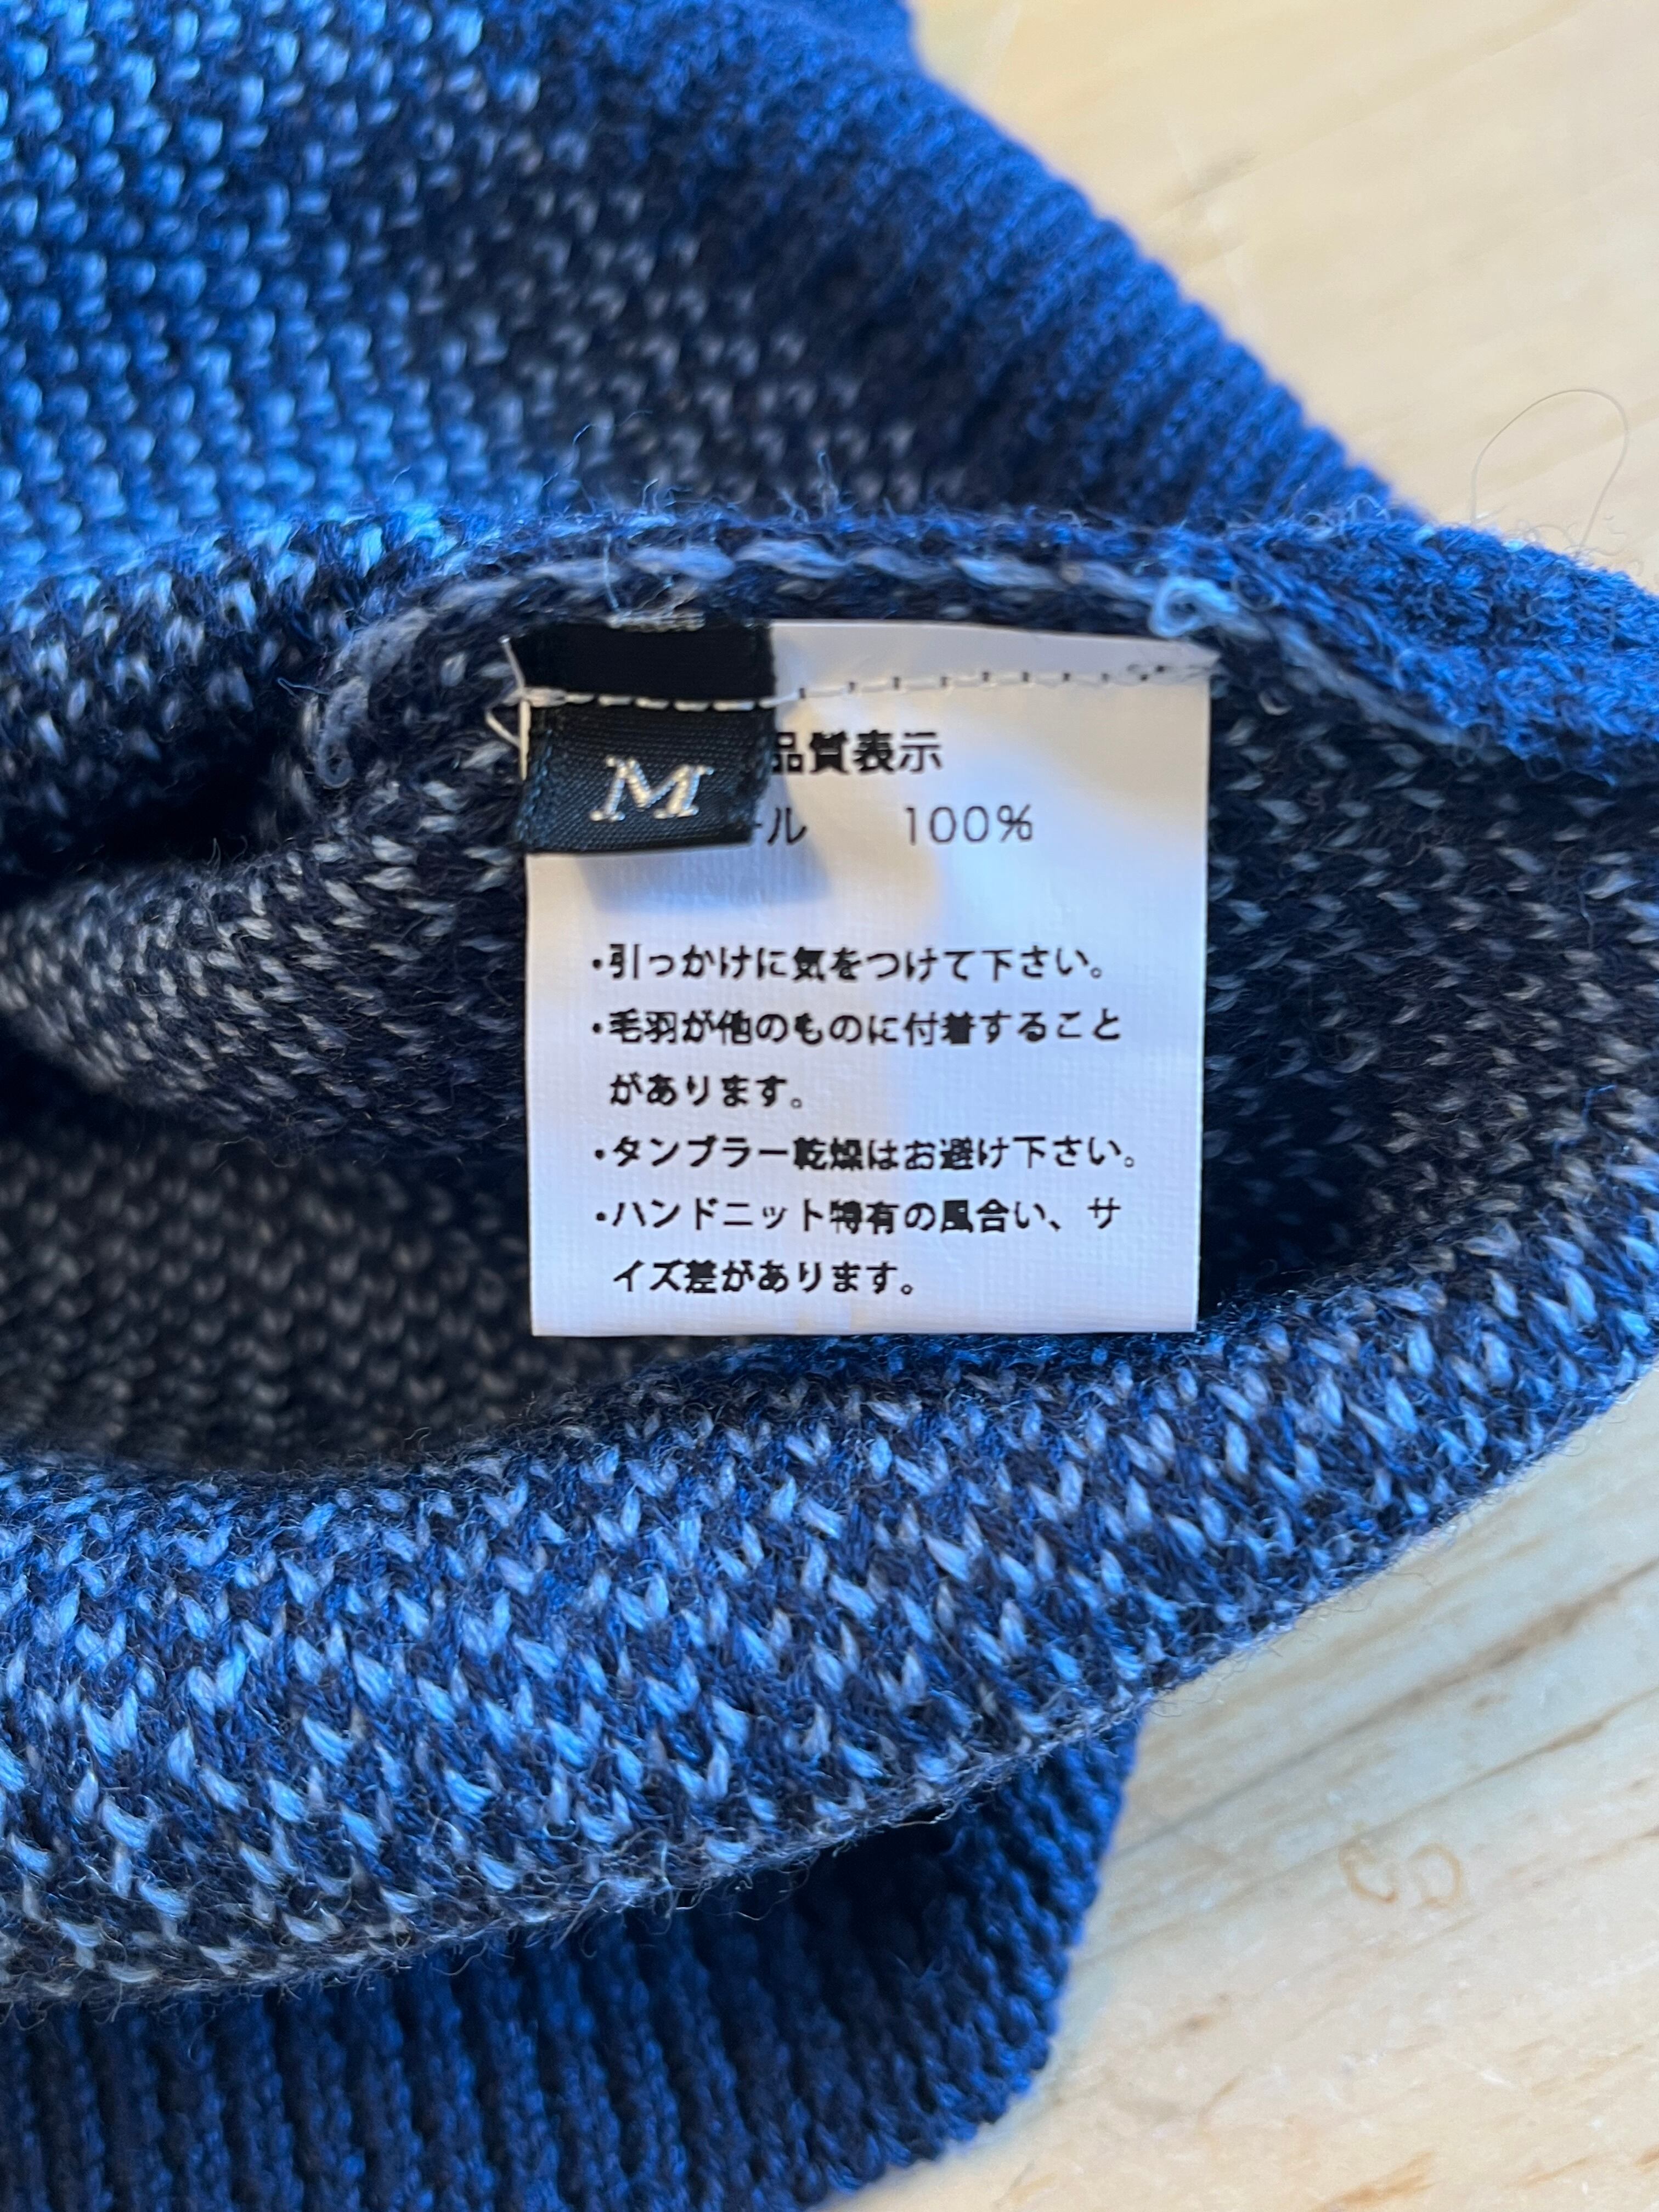 M
品質表示
ール 100%
・引っかけに気をつけて下さい。
・毛羽が他のものに付着すること
があります。
・タンブラー乾燥はお避け下さい。
・ハンドニット特有の風合い、サ
イズ差があります。